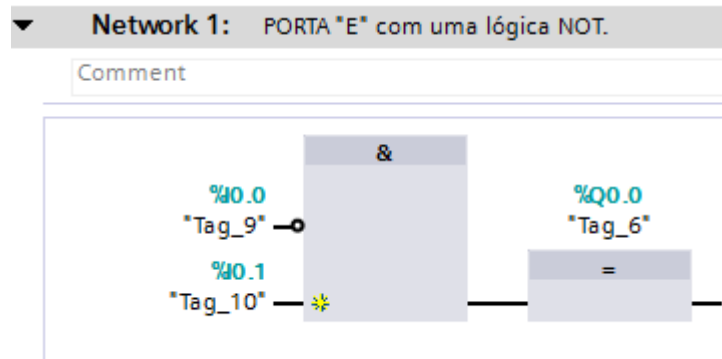 Network 1: PORTA "E" com uma lógica NOT.
Comment
&
%I0.0
"Tag_9"
%Q0.0
"Tag_6"
%I0.1
"Tag_10"
=